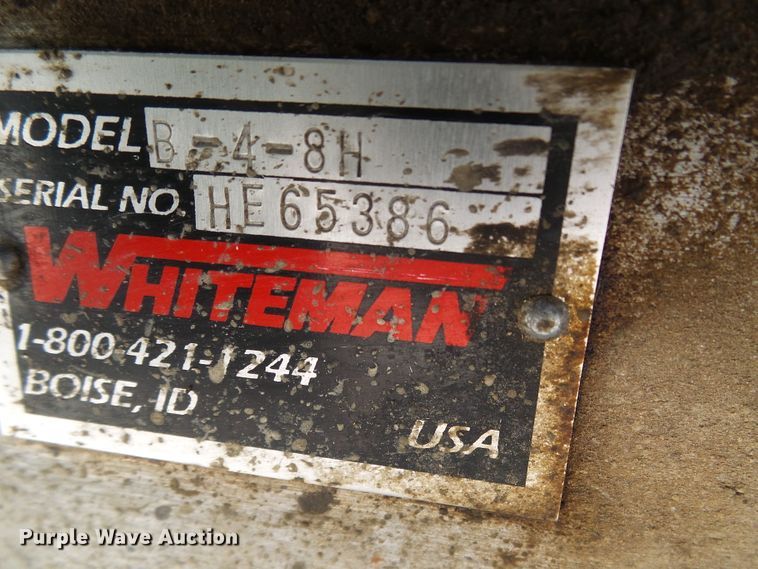 MODEL B-4-8H
SERIAL NO. HE65386
WHITEMAN
1-800-421-1244
BOISE, ID
USA
Purple Wave Auction